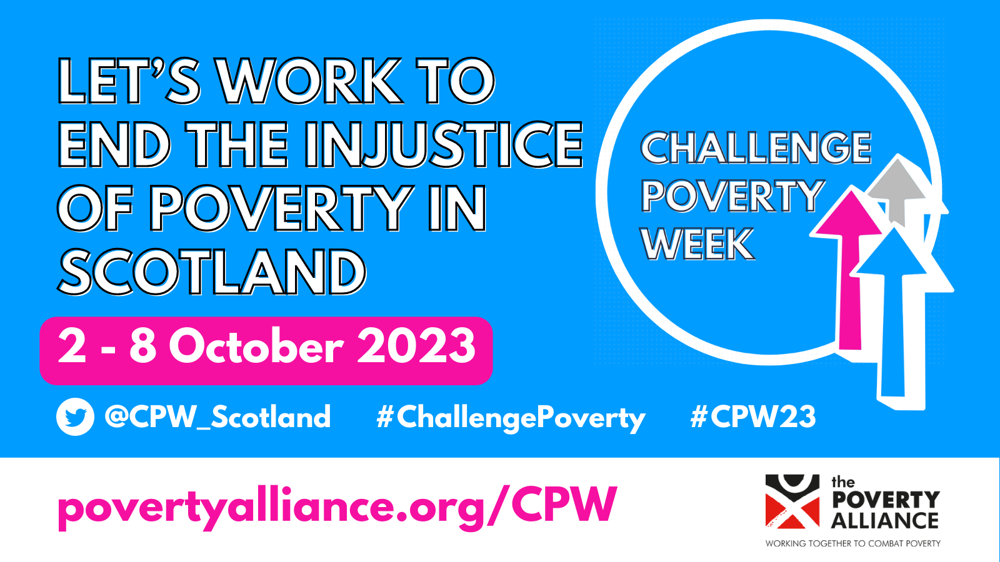 LET’S WORK TO
END THE INJUSTICE
OF POVERTY IN
SCOTLAND
2 - 8 October 2023
@CPW_Scotland #ChallengePoverty #CPW23
CHALLENGE
POVERTY
WEEK
povertyalliance.org/CPW
the
POVERTY
ALLIANCE
WORKING TOGETHER TO COMBAT POVERTY